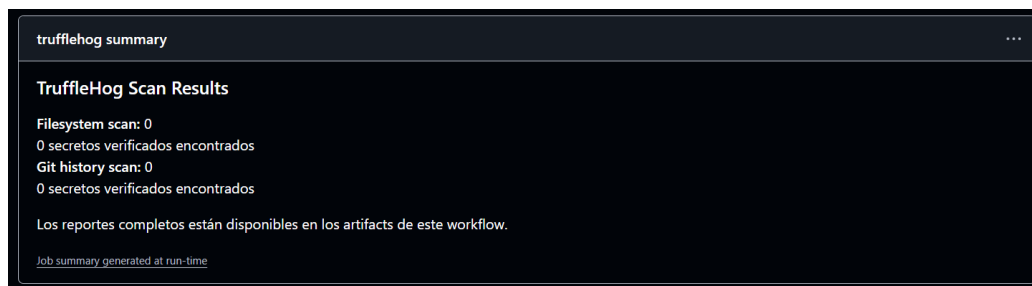 trufflehog summary
...
TruffleHog Scan Results
Filesystem scan: 0
0 secretos verificados encontrados
Git history scan: 0
0 secretos verificados encontrados
Los reportes completos están disponibles en los artifacts de este workflow.
Job summary generated at run-time